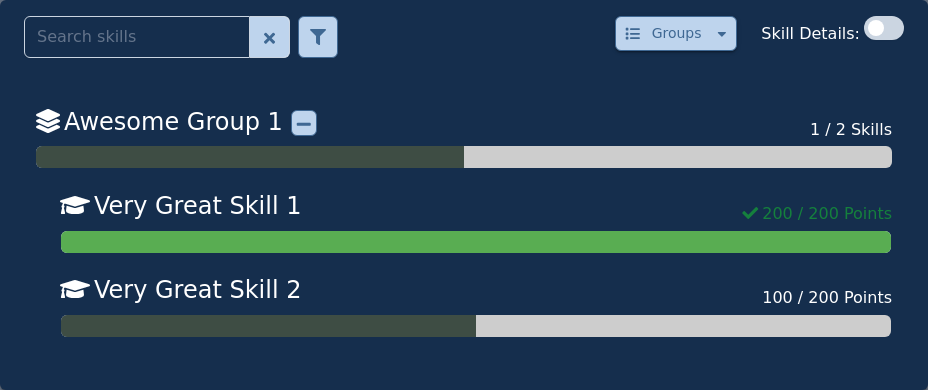 Search skills
Groups
Skill Details:
Awesome Group 1
1 / 2 Skills
Very Great Skill 1
200 / 200 Points
Very Great Skill 2
100 / 200 Points